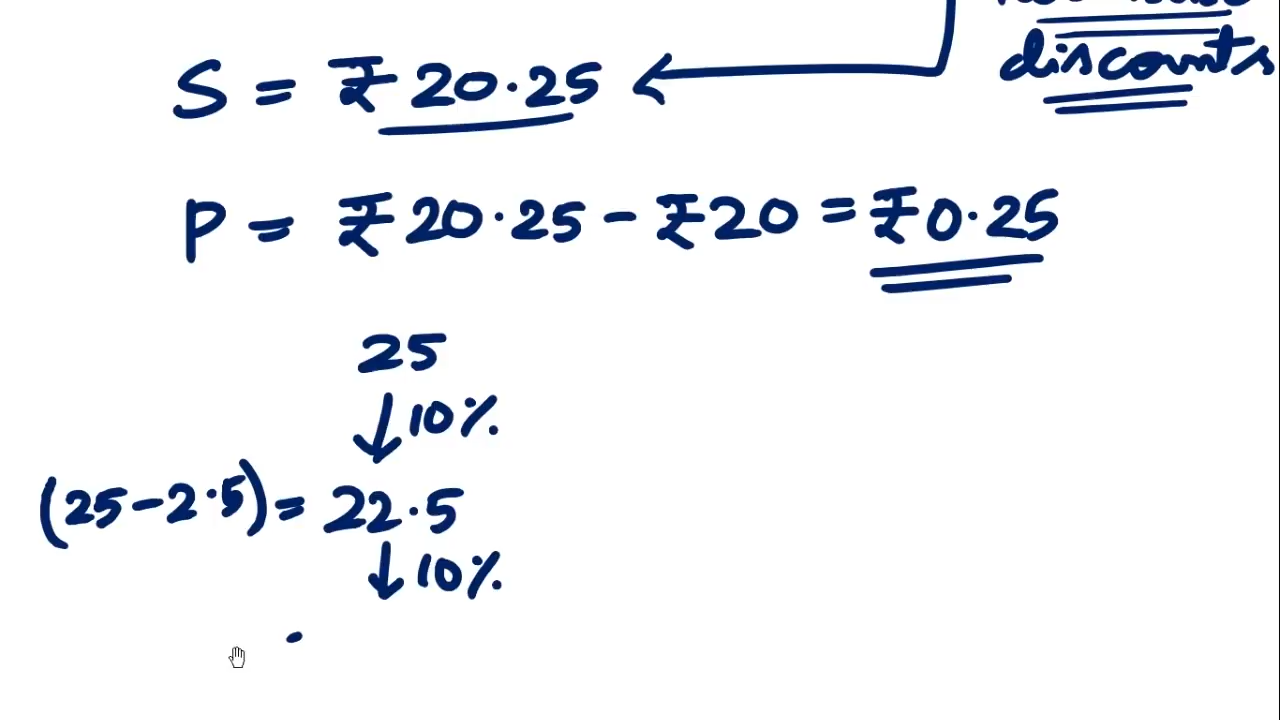 discounts
S = ₹ 20.25
P = ₹ 20.25 - ₹ 20 = ₹ 0.25
25
↓ 10%
(25 - 2.5) = 22.5
↓ 10%